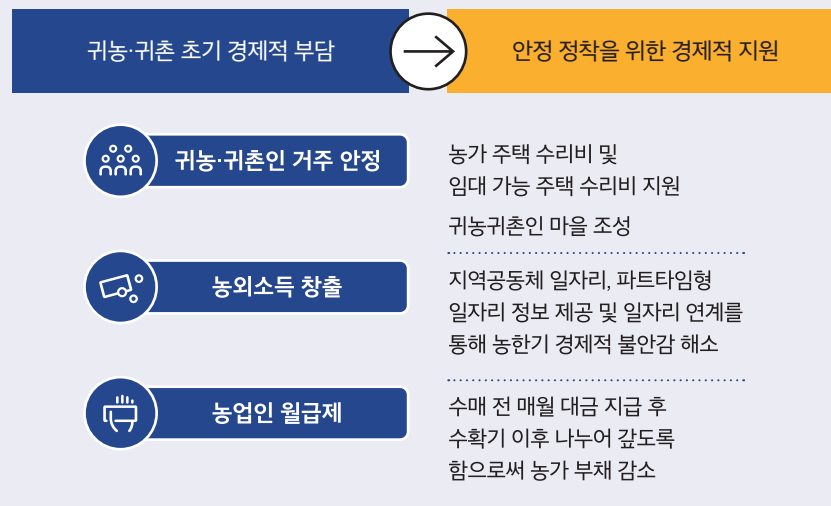 귀농·귀촌 초기 경제적 부담
안정 정착을 위한 경제적 지원
귀농·귀촌인 거주 안정
농가 주택 수리비 및
임대 가능 주택 수리비 지원
귀농귀촌인 마을 조성
농외소득 창출
지역공동체 일자리, 파트타임형
일자리 정보 제공 및 일자리 연계를
통해 농한기 경제적 불안감 해소
농업인 월급제
수매 전 매월 대금 지급 후
수확기 이후 나누어 갚도록
함으로써 농가 부채 감소